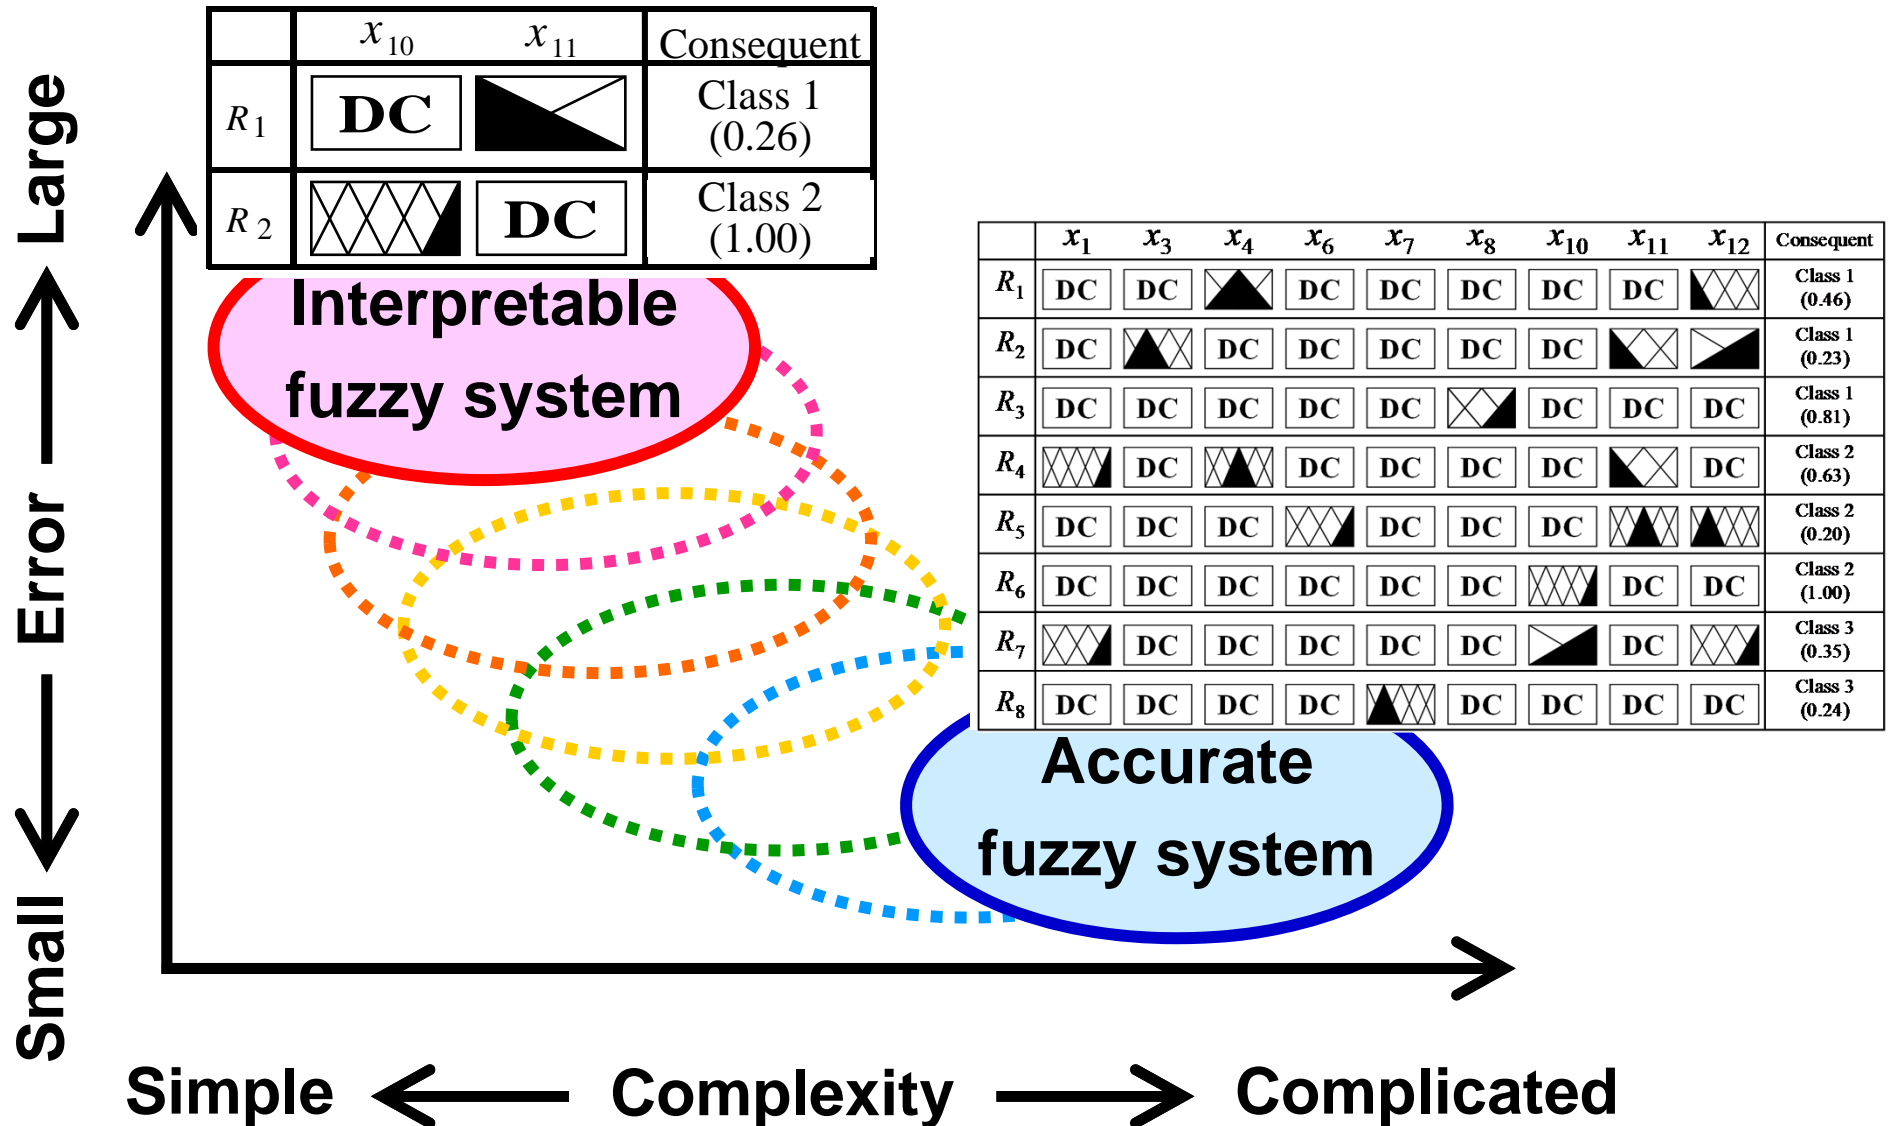 x10 x11 Consequent
R1 DC Class 1
(0.26)
R2 DC Class 2
(1.00)
Interpretable
fuzzy system
x1 x3 x4 x6 x7 x8 x10 x11 x12 Consequent
R1 DC DC DC DC DC DC DC Class 1
(0.46)
R2 DC DC DC DC DC DC Class 1
(0.23)
R3 DC DC DC DC DC DC DC DC Class 1
(0.81)
R4 DC DC DC DC DC DC Class 2
(0.63)
R5 DC DC DC DC DC DC Class 2
(0.20)
R6 DC DC DC DC DC DC DC DC Class 2
(1.00)
R7 DC DC DC DC DC DC Class 3
(0.35)
R8 DC DC DC DC DC DC DC DC Class 3
(0.24)
Accurate
fuzzy system
Large
Error
Small
Simple Complexity Complicated